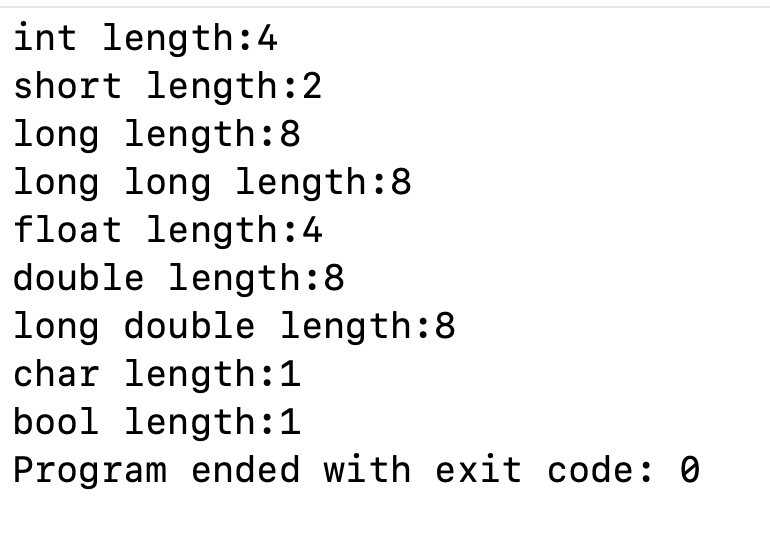 int length:4
short length:2
long length:8
long long length:8
float length:4
double length:8
long double length:8
char length:1
bool length:1
Program ended with exit code: 0